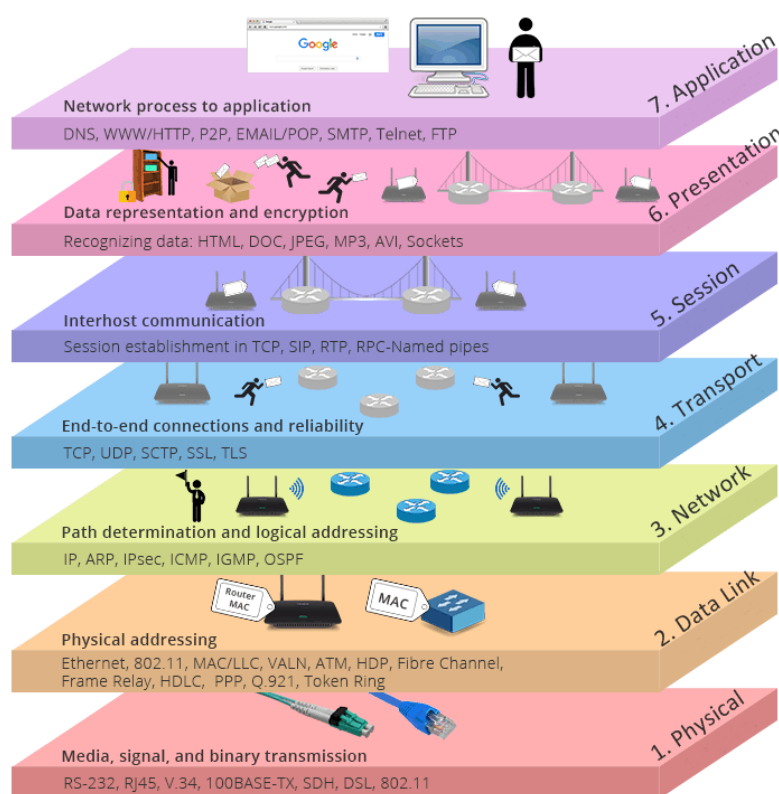 Google
7. Application
Network process to application
DNS, WWW/HTTP, P2P, EMAIL/POP, SMTP, Telnet, FTP
6. Presentation
Data representation and encryption
Recognizing data: HTML, DOC, JPEG, MP3, AVI, Sockets
5. Session
Interhost communication
Session establishment in TCP, SIP, RTP, RPC-Named pipes
4. Transport
End-to-end connections and reliability
TCP, UDP, SCTP, SSL, TLS
3. Network
Path determination and logical addressing
IP, ARP, IPsec, ICMP, IGMP, OSPF
Router
MAC
MAC
2. Data Link
Physical addressing
Ethernet, 802.11, MAC/LLC, VALN, ATM, HDP, Fibre Channel,
Frame Relay, HDLC, PPP, Q.921, Token Ring
1. Physical
Media, signal, and binary transmission
RS-232, RJ45, V.34, 100BASE-TX, SDH, DSL, 802.11